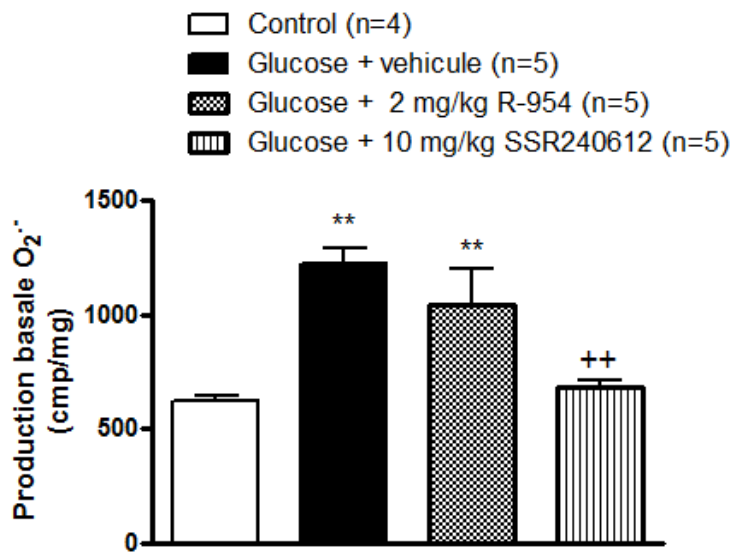 Control (n=4)
Glucose + vehicule (n=5)
Glucose + 2 mg/kg R-954 (n=5)
Glucose + 10 mg/kg SSR240612 (n=5)
Production basale O₂·⁻
(cmp/mg)
1500
1000
500
0
**
**
++